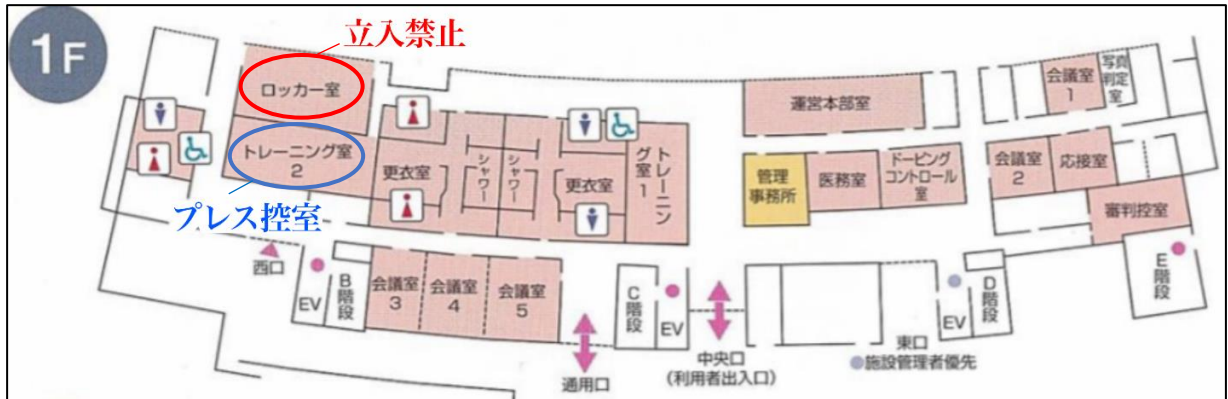 1F
立入禁止
ロッカー室
トレーニング室
2
プレス控室
更衣室
シャワー
シャワー
更衣室
トレーニン
グ室1
運営本部室
管理
事務所
医務室
ドーピング
コントロール
室
会議室
1
写真
判定
室
会議室
2
応接室
審判控室
西口
EV
B階段
会議室
3
会議室
4
会議室
5
通用口
C階段
EV
中央口
(利用者出入口)
東口
施設管理者優先
EV
D階段
E階段